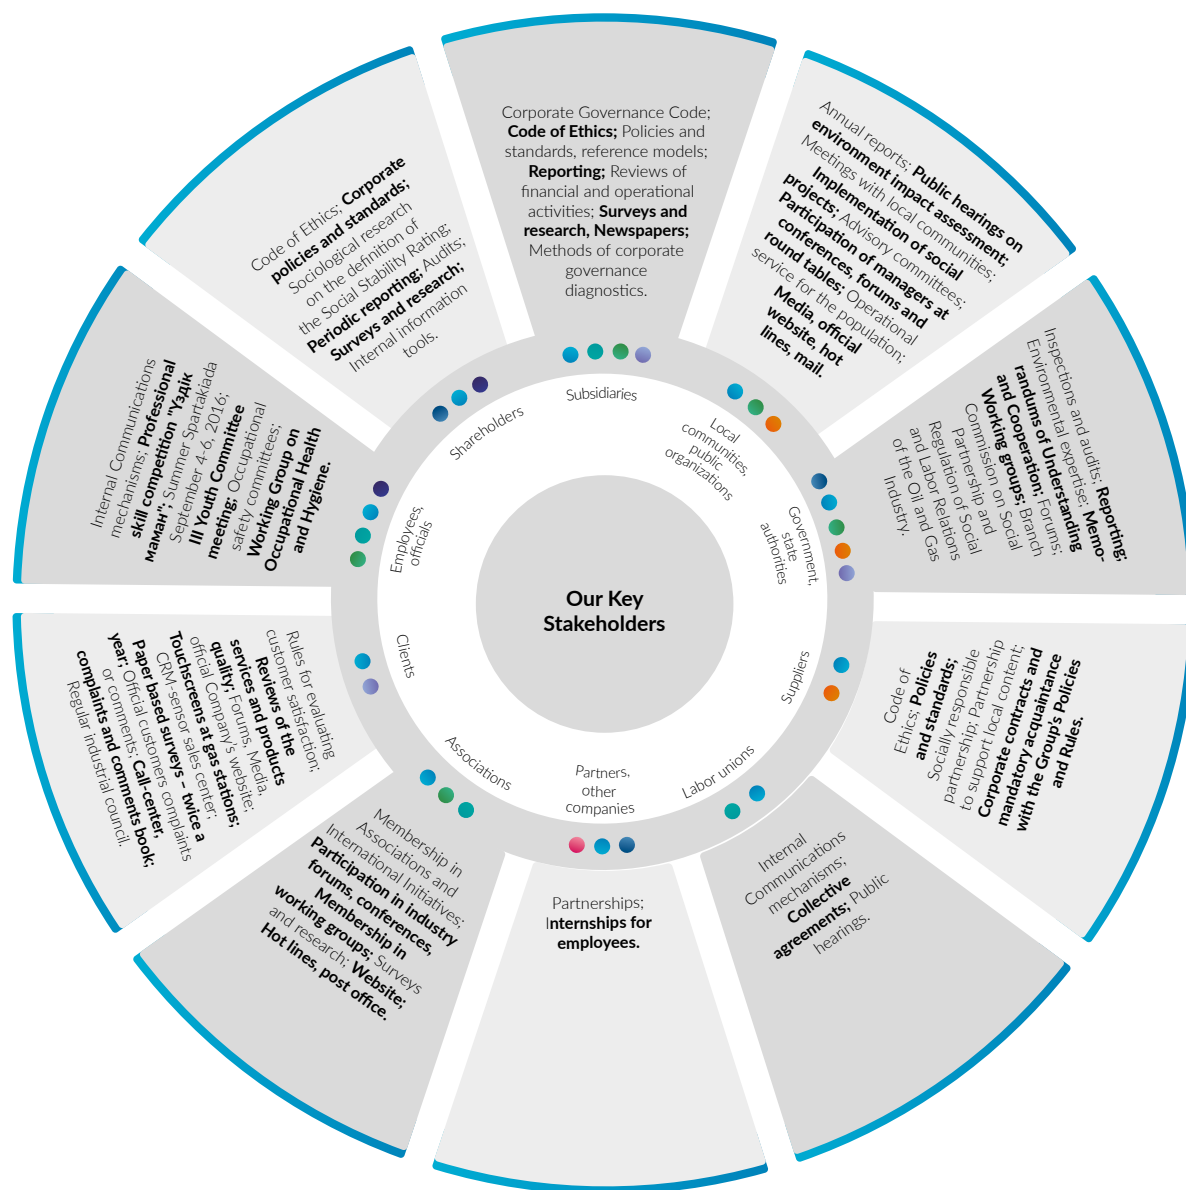 Our Key
Stakeholders
Subsidiaries
Corporate Governance Code;
Code of Ethics; Policies and
standards, reference models;
Reporting; Reviews of
financial and operational
activities; Surveys and
research, Newspapers;
Methods of corporate
governance
diagnostics.
Local
communities,
public
organizations
Annual reports; Public hearings on
environment impact assessment;
Meetings with local communities;
Implementation of social
projects; Advisory committees;
Participation of managers at
conferences, forums and
round tables; Operational
service for the population;
Media, official
website, hot
lines, mail.
Government,
state
authorities
Inspections and audits; Reporting;
Environmental expertise; Memo-
randums of Understanding
and Cooperation; Forums;
Working groups; Branch
Commission on Social
Partnership and
Regulation of Social
and Labor Relations
of the Oil and Gas
Industry.
Suppliers
Code of
Ethics; Policies
and standards;
Socially responsible
partnership; Partnership
to support local content;
Corporate contracts and
mandatory acquaintance
with the Group's Policies
and Rules.
Labor unions
Internal
Communications
mechanisms;
Collective
agreements; Public
hearings.
Partners,
other
companies
Partnerships;
Internships for
employees.
Associations
Membership in
Associations and
International Initiatives;
Participation in industry
forums, conferences,
Membership in
working groups; Surveys
and research; Website;
Hot lines, post office.
Clients
Rules for evaluating
customer satisfaction;
Reviews of the
services and products
quality; Forums, Media,
official Company's website;
Touchscreens at gas stations;
CRM-sensor sales center;
Paper based surveys – twice a
year; Official customers complaints
or comments; Call-center,
complaints and comments book;
Regular industrial council.
Employees,
officials
Internal Communications
mechanisms; Professional
skill competition "Үздік
маман"; Summer Spartakiada
September 4-6, 2016;
III Youth Committee
meeting; Occupational
safety committees;
Working Group on
Occupational Health
and Hygiene.
Shareholders
Code of Ethics; Corporate
policies and standards;
Sociological research
on the definition of
the Social Stability Rating;
Periodic reporting; Audits;
Surveys and research;
Internal information
tools.